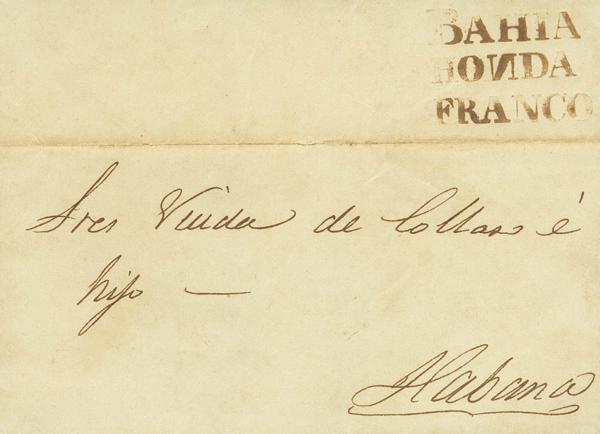 BAHIA
HONDA
FRANCO
Sres Viuda de Collazo é
hijo —
Habana